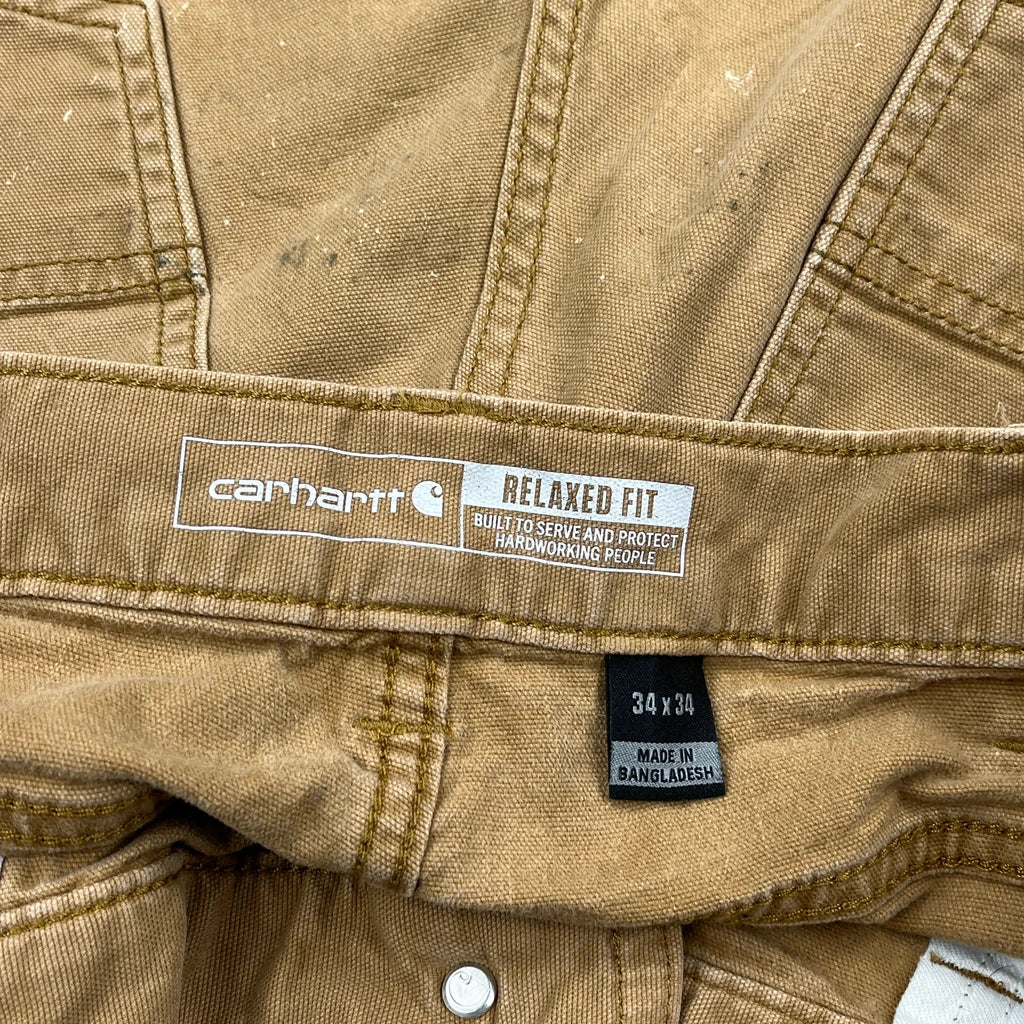 carhartt
RELAXED FIT
BUILT TO SERVE AND PROTECT
HARDWORKING PEOPLE
34 x 34
MADE IN
BANGLADESH